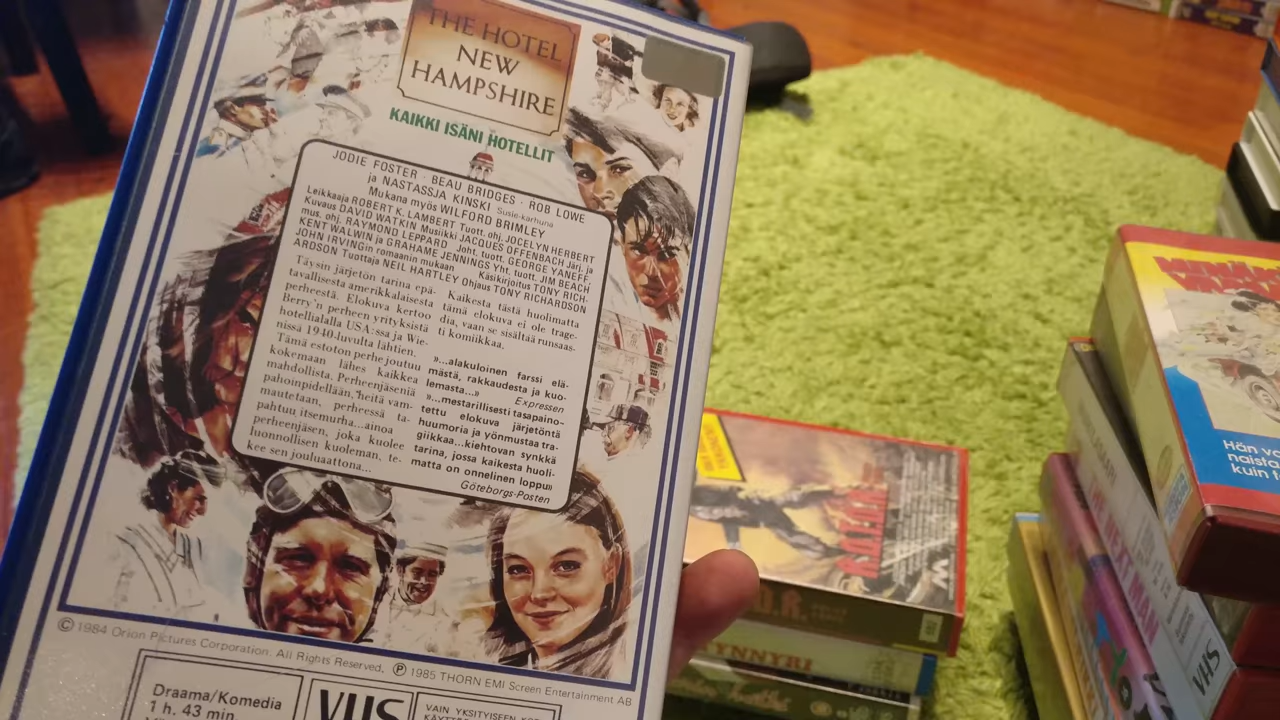 THE HOTEL
NEW
HAMPSHIRE
KAIKKI ISÄNI HOTELLIT
JODIE FOSTER · BEAU BRIDGES · ROB LOWE
ja NASTASSJA KINSKI Susie-karhuna
Mukana myös WILFORD BRIMLEY
Leikkaaja ROBERT K. LAMBERT Tuott. ohj. JOCELYN HERBERT
Kuvaus DAVID WATKIN Musiikki JACQUES OFFENBACH Järj. ja
mus. ohj. RAYMOND LEPPARD Joht. tuott. GEORGE YANEFF,
KENT WALWIN ja GRAHAME JENNINGS Yht. tuott. JIM BEACH
JOHN IRVINGin romaanin mukaan Käsikirjoitus TONY RICH-
ARDSON Tuottaja NEIL HARTLEY Ohjaus TONY RICHARDSON
Täysin järjetön tarina epä-
tavallisesta amerikkalaisesta
perheestä. Elokuva kertoo
Berry'n perheen yrityksistä
hotellialalla USA:ssa ja Wie-
nissä 1940-luvulta lähtien.
Tämä estoton perhe joutuu
kokemaan lähes kaikkea
mahdollista. Perheenjäseniä
pahoinpidellään, heitä vam-
mautetaan, perheessä ta-
pahtuu itsemurha...ainoa
perheenjäsen, joka kuolee
luonnollisen kuoleman, te-
kee sen jouluaattona...
Kaikesta tästä huolimatta
tämä elokuva ei ole trage-
dia, vaan se sisältää runsaas-
ti komiikkaa.
»...alakuloinen farssi elä-
mästä, rakkaudesta ja kuo-
lemasta...»
Expressen
»...mestarillisesti tasapaino-
tettu elokuva järjetöntä
huumoria ja yönmustaa tra-
giikkaa...kiehtovan synkkä
tarina, jossa kaikesta huoli-
matta on onnelinen loppu»
Göteborgs-Posten
© 1984 Orion Pictures Corporation. All Rights Reserved. ℗ 1985 THORN EMI Screen Entertainment AB
Draama/Komedia
1 h. 43 min
VHS
VAIN YKSITYISEEN
Hän
naista
kuin
THE NEXT MAN
VHS